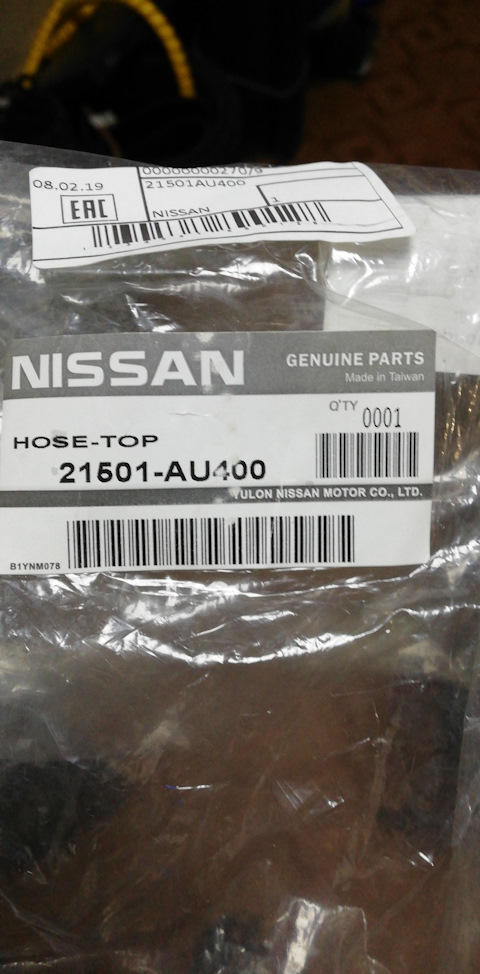 08.02.19
21501AU400
EAC
1
NISSAN
NISSAN
GENUINE PARTS
Made in Taiwan
Q'TY 0001
HOSE-TOP
21501-AU400
YULON NISSAN MOTOR CO., LTD.
B1YNM078